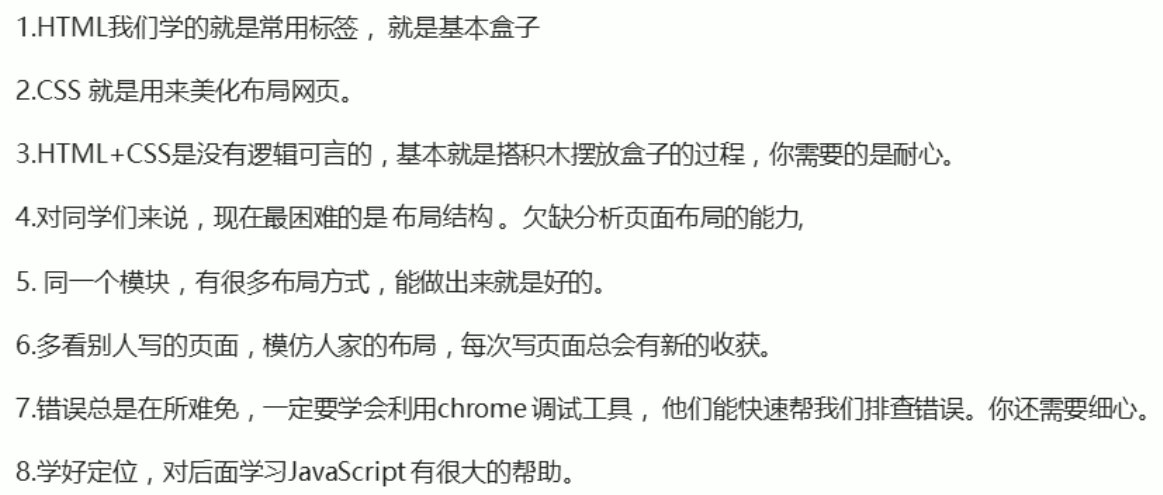 1.HTML我们学的就是常用标签，就是基本盒子
2.CSS 就是用来美化布局网页。
3.HTML+CSS是没有逻辑可言的，基本就是搭积木摆放盒子的过程，你需要的是耐心。
4.对同学们来说，现在最困难的是 布局结构 。欠缺分析页面布局的能力,
5. 同一个模块，有很多布局方式，能做出来就是好的。
6.多看别人写的页面，模仿人家的布局，每次写页面总会有新的收获。
7.错误总是在所难免，一定要学会利用chrome 调试工具， 他们能快速帮我们排查错误。你还需要细心。
8.学好定位，对后面学习JavaScript 有很大的帮助。